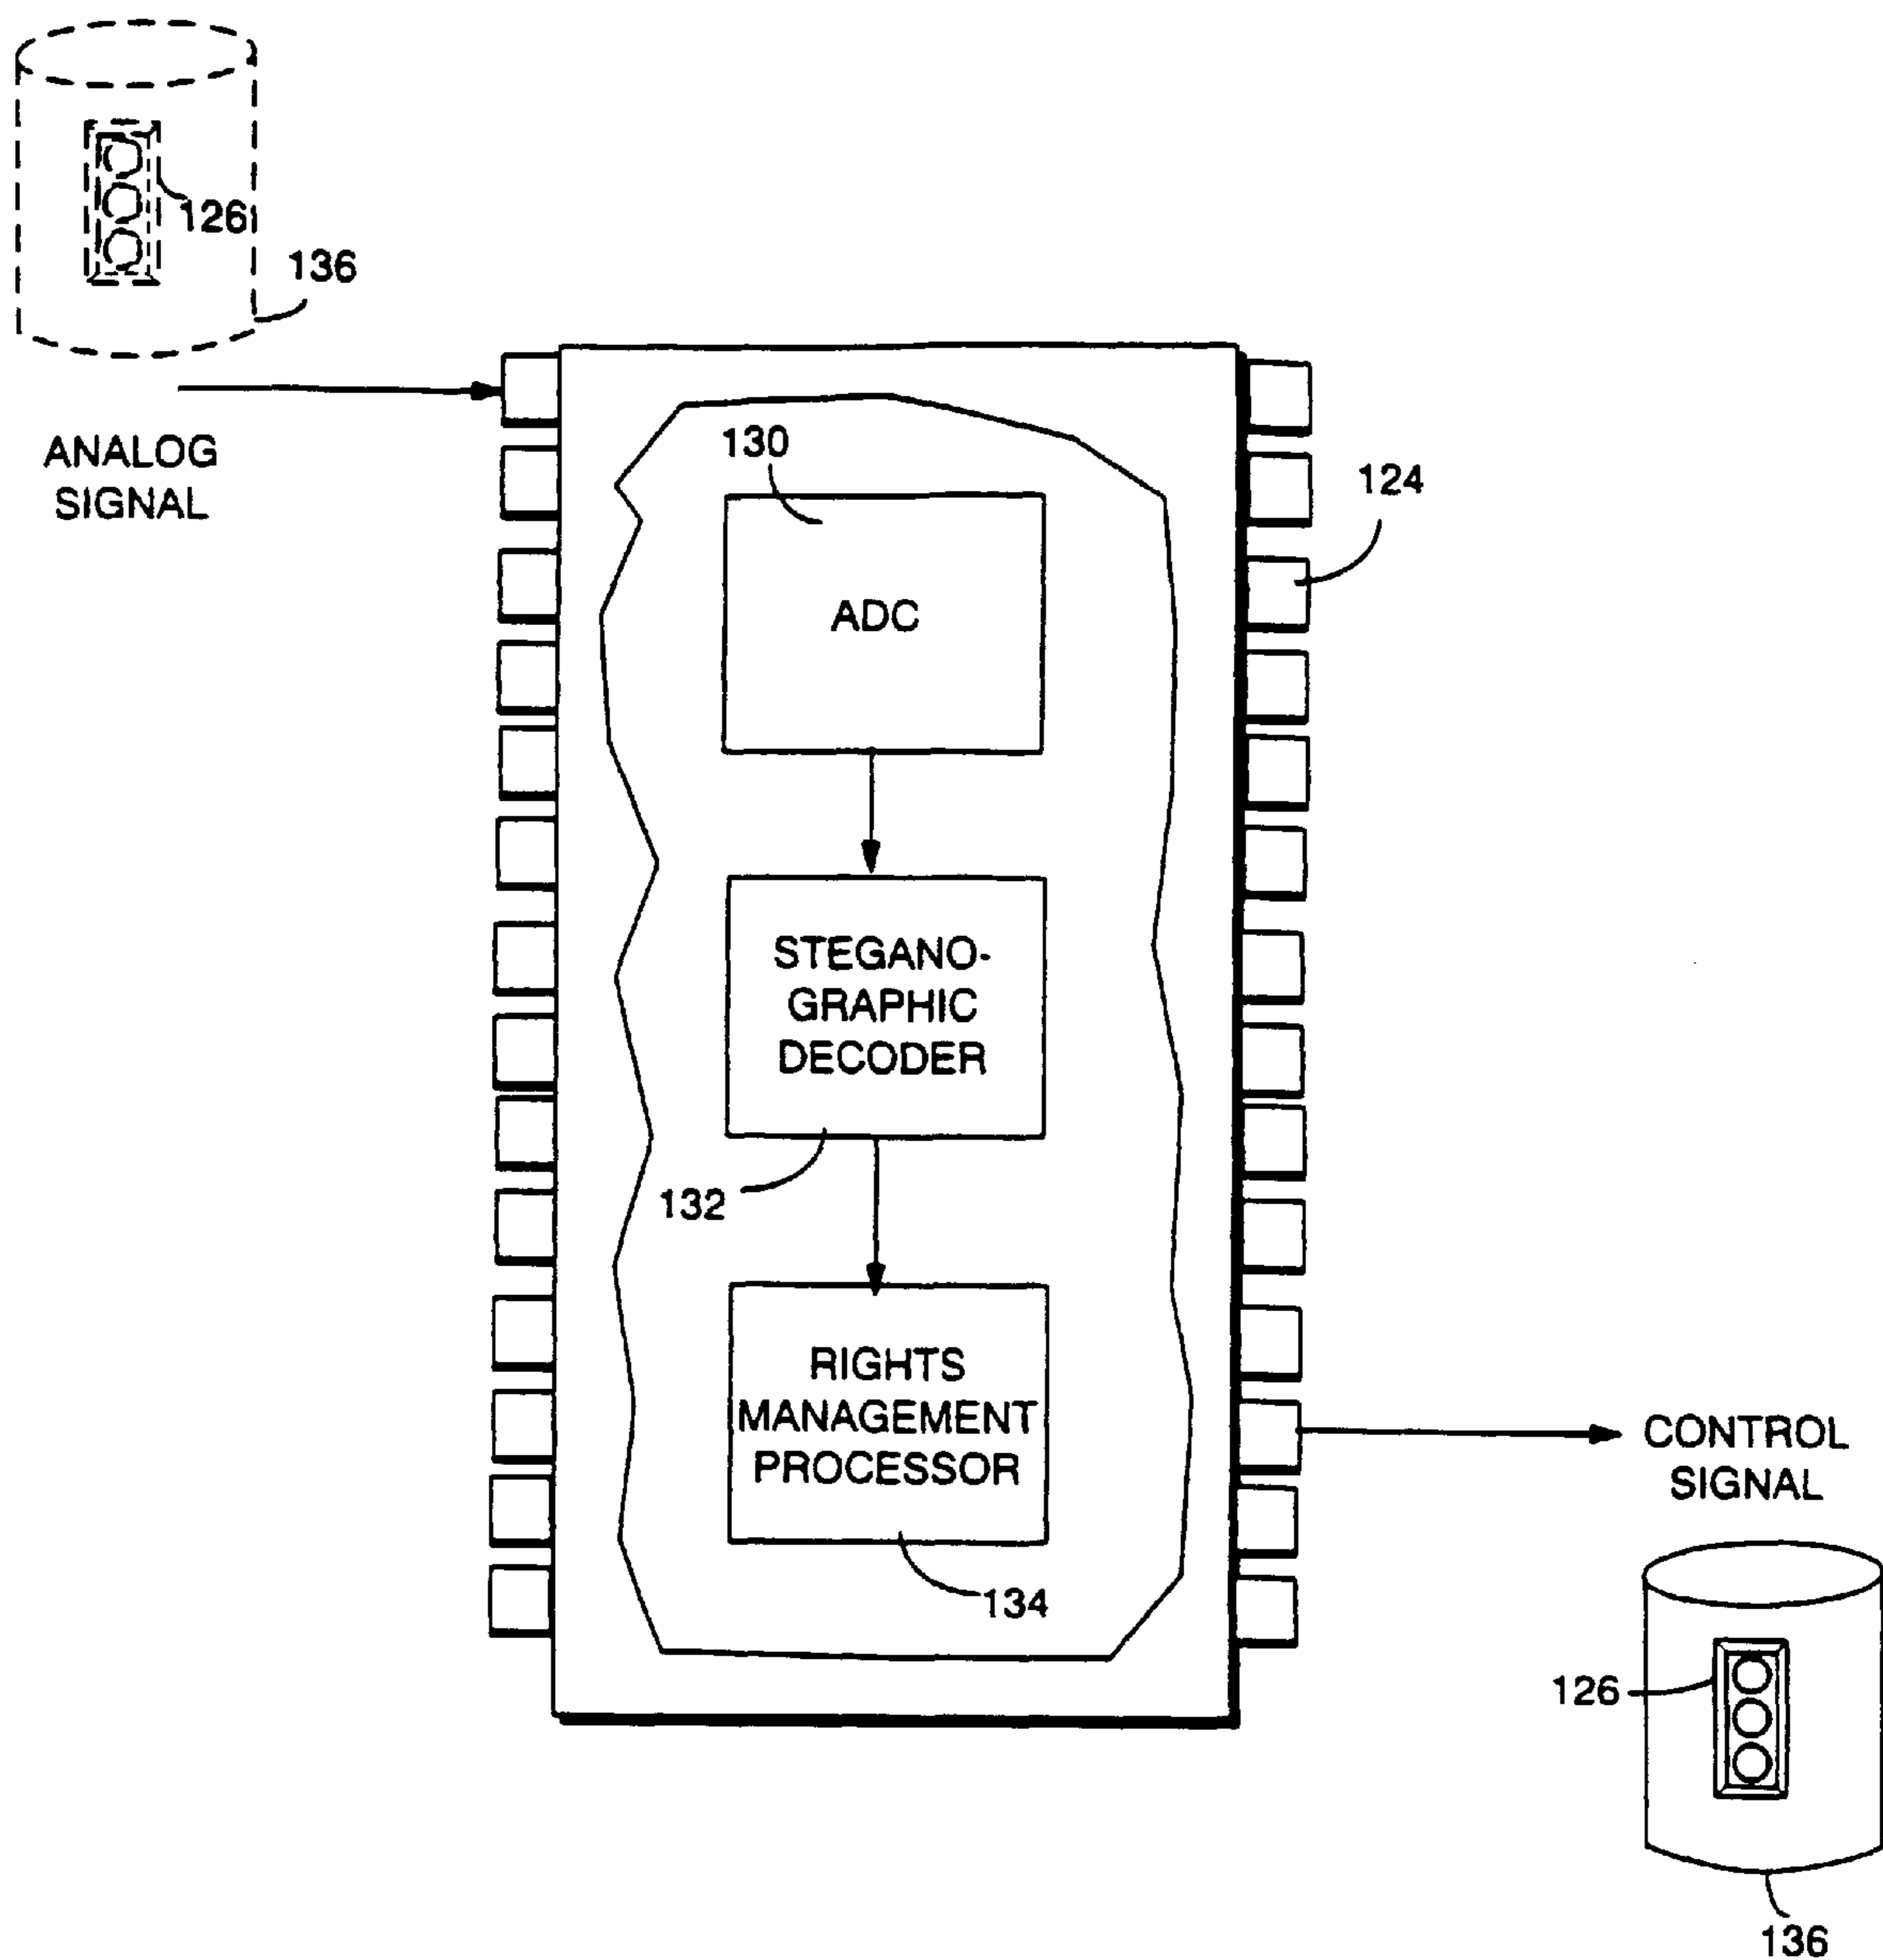 126
136
ANALOG
SIGNAL
130
124
ADC
STEGANO-
GRAPHIC
DECODER
132
RIGHTS
MANAGEMENT
PROCESSOR
134
CONTROL
SIGNAL
126
136